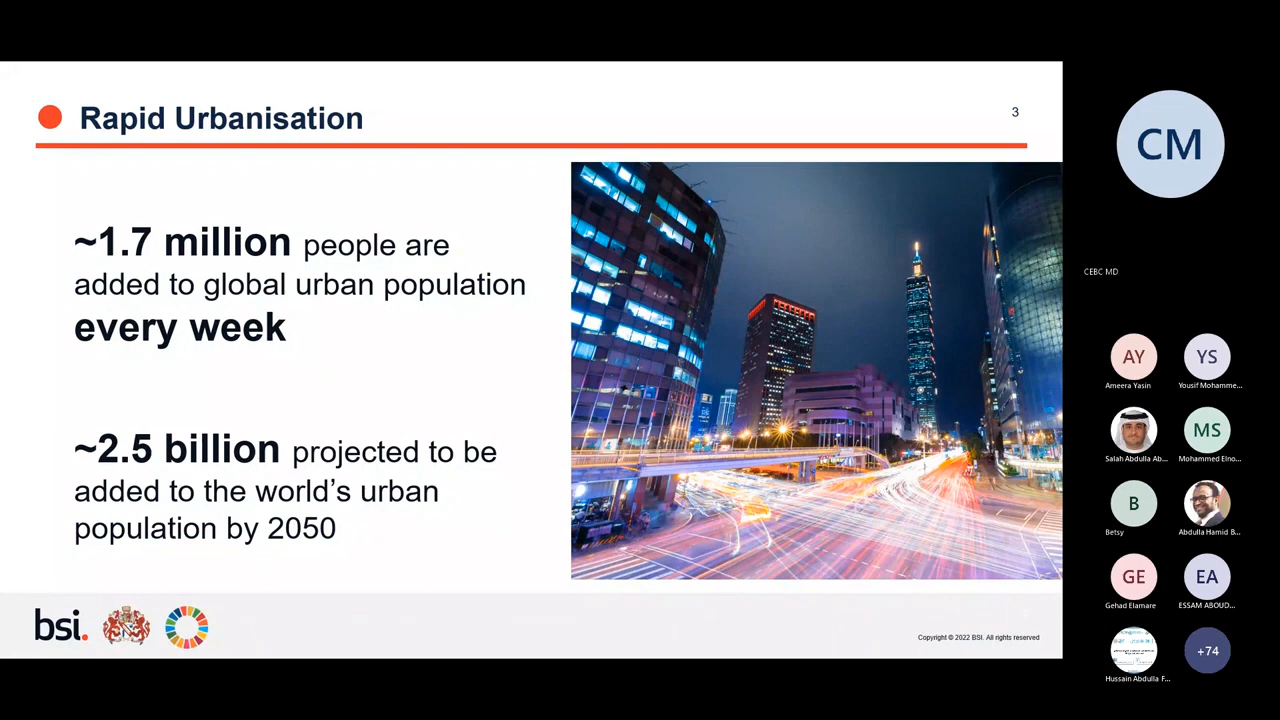 Rapid Urbanisation
3
~1.7 million people are
added to global urban population
every week
~2.5 billion projected to be
added to the world's urban
population by 2050
bsi.
Copyright © 2022 BSI. All rights reserved
CM
CEBC MD
AY
YS
Ameera Yasin
Yousif Mohamme...
MS
Salah Abdulla Ab...
Mohammed Elno...
B
Betsy
Abdulla Hamid B...
GE
EA
Gehad Elamare
ESSAM ABOUD...
+74
Hussain Abdulla F...